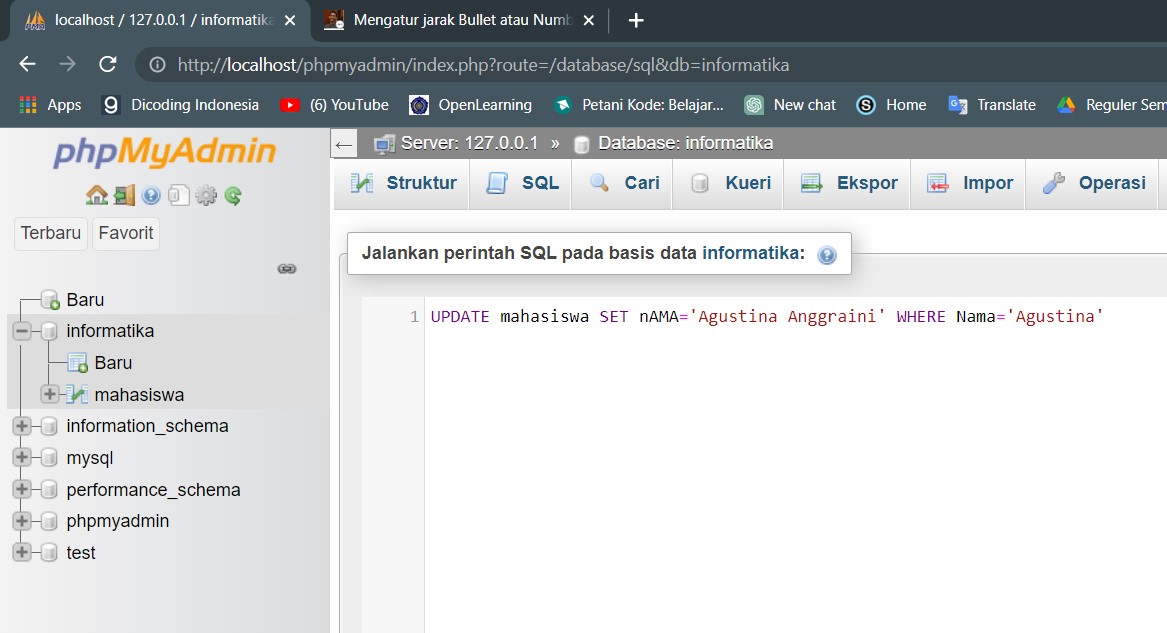 localhost / 127.0.0.1 / informatika
Mengatur jarak Bullet atau Numb
http://localhost/phpmyadmin/index.php?route=/database/sql&db=informatika
Apps Dicoding Indonesia (6) YouTube OpenLearning Petani Kode: Belajar... New chat Home Translate Reguler Sem
phpMyAdmin
Terbaru Favorit
Baru
informatika
Baru
mahasiswa
information_schema
mysql
performance_schema
phpmyadmin
test
Server: 127.0.0.1 » Database: informatika
Struktur SQL Cari Kueri Ekspor Impor Operasi
Jalankan perintah SQL pada basis data informatika:
1 UPDATE mahasiswa SET nAMA='Agustina Anggraini' WHERE Nama='Agustina'